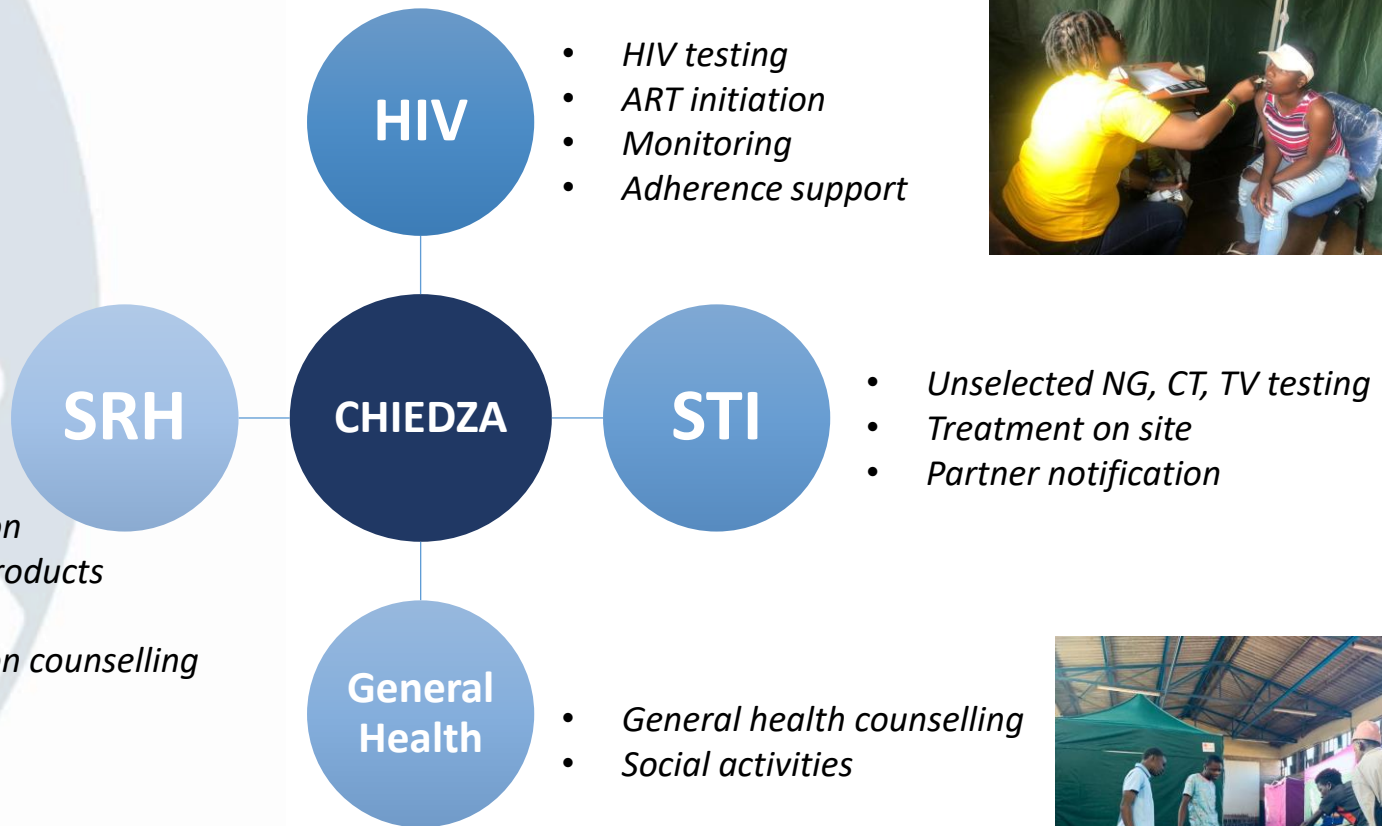 HIV
• HIV testing
• ART initiation
• Monitoring
• Adherence support
SRH
CHIEDZA
STI
• Unselected NG, CT, TV testing
• Treatment on site
• Partner notification
on
roducts
n counselling
General
Health
• General health counselling
• Social activities